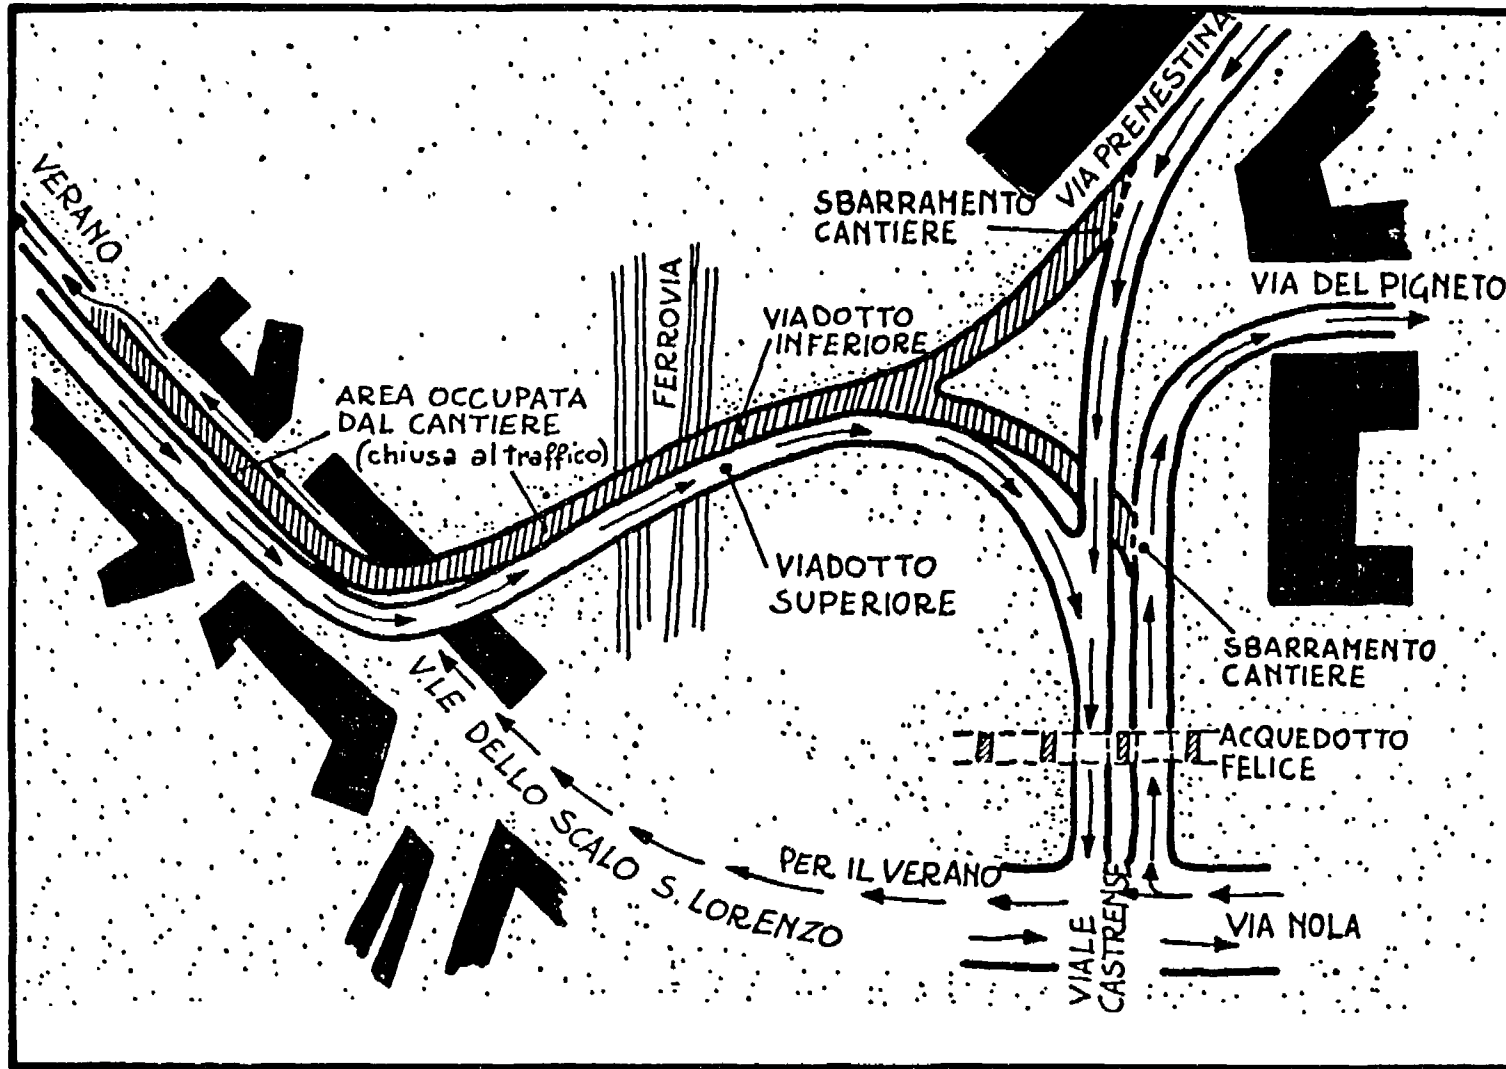 VIA PRENESTINA
VERANO
SBARRAMENTO
CANTIERE
VIA DEL PIGNETO
FERROVIA
VIADOTTO
INFERIORE
AREA OCCUPATA
DAL CANTIERE
(chiusa al traffico)
VIADOTTO
SUPERIORE
SBARRAMENTO
CANTIERE
V.LE DELLO SCALO S. LORENZO
ACQUEDOTTO
FELICE
PER IL VERANO
VIALE
CASTRENSE
VIA NOLA